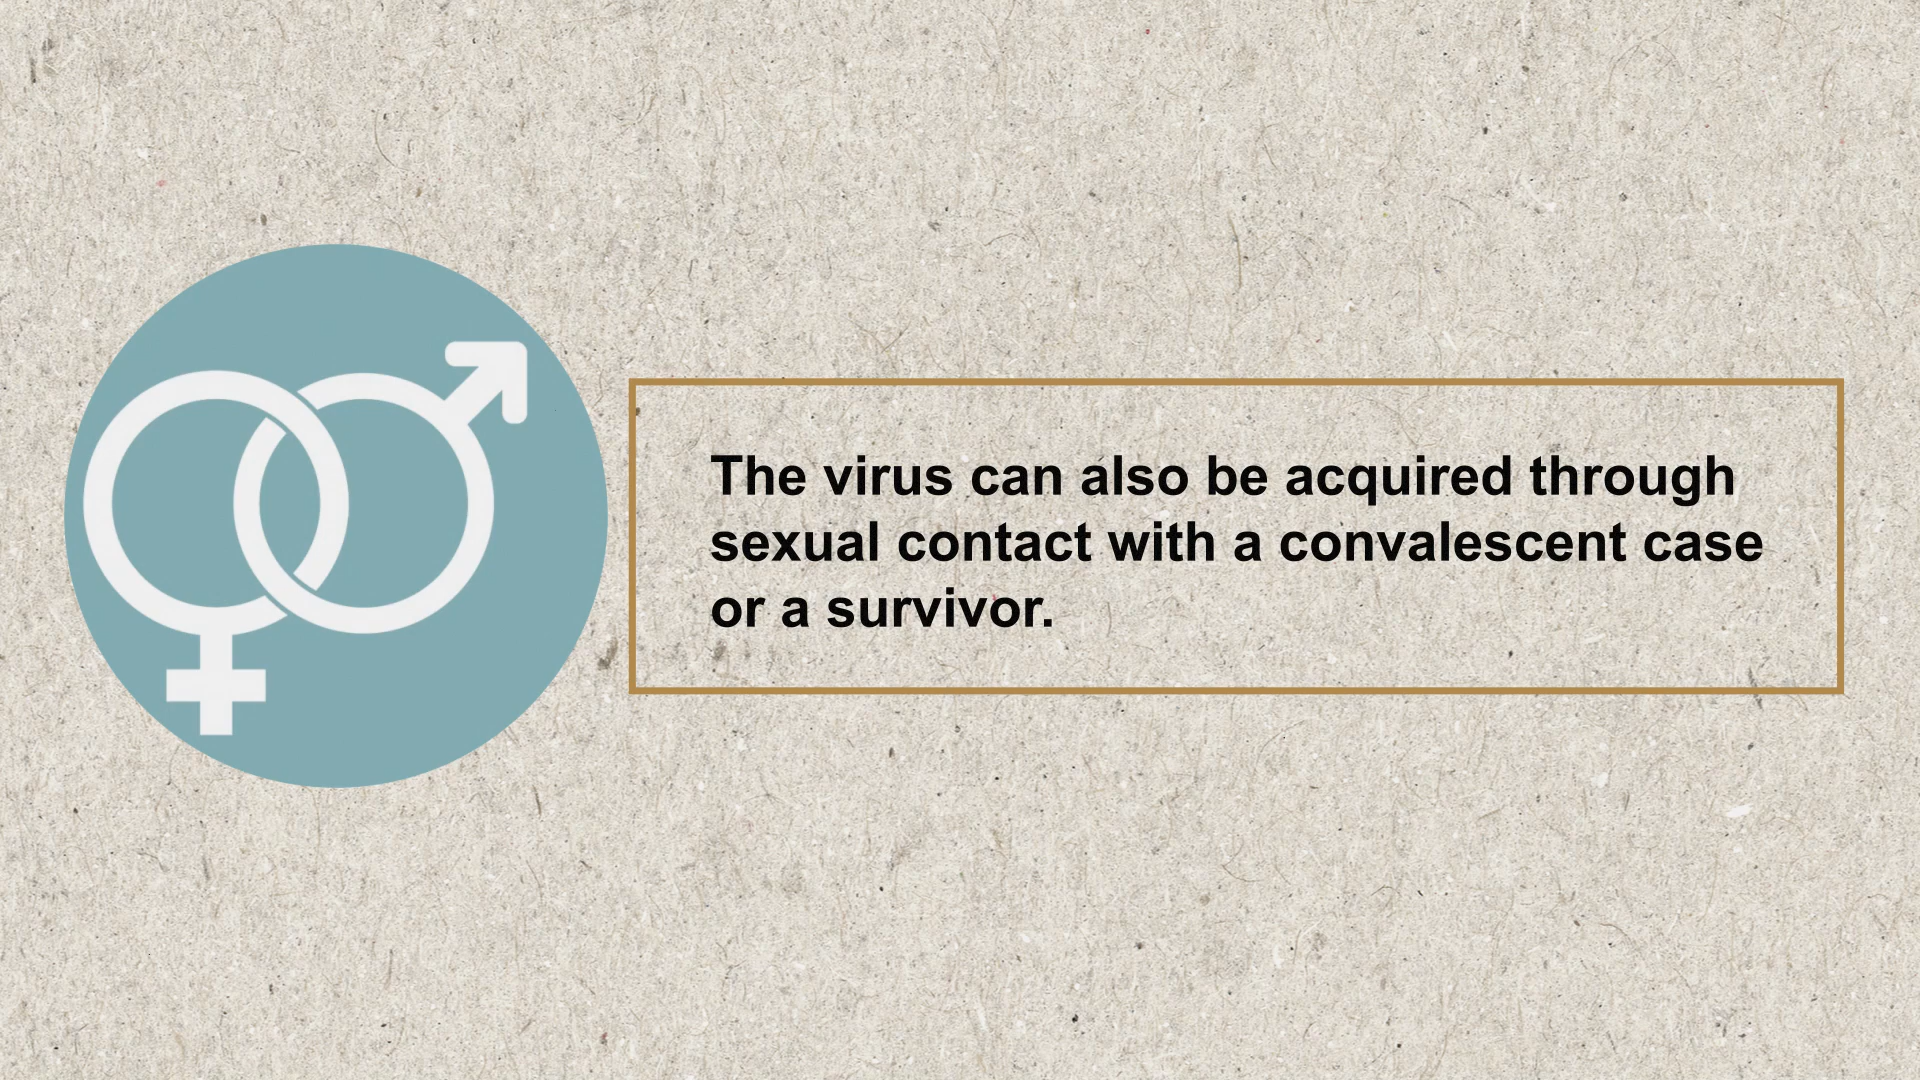 The virus can also be acquired through
sexual contact with a convalescent case
or a survivor.